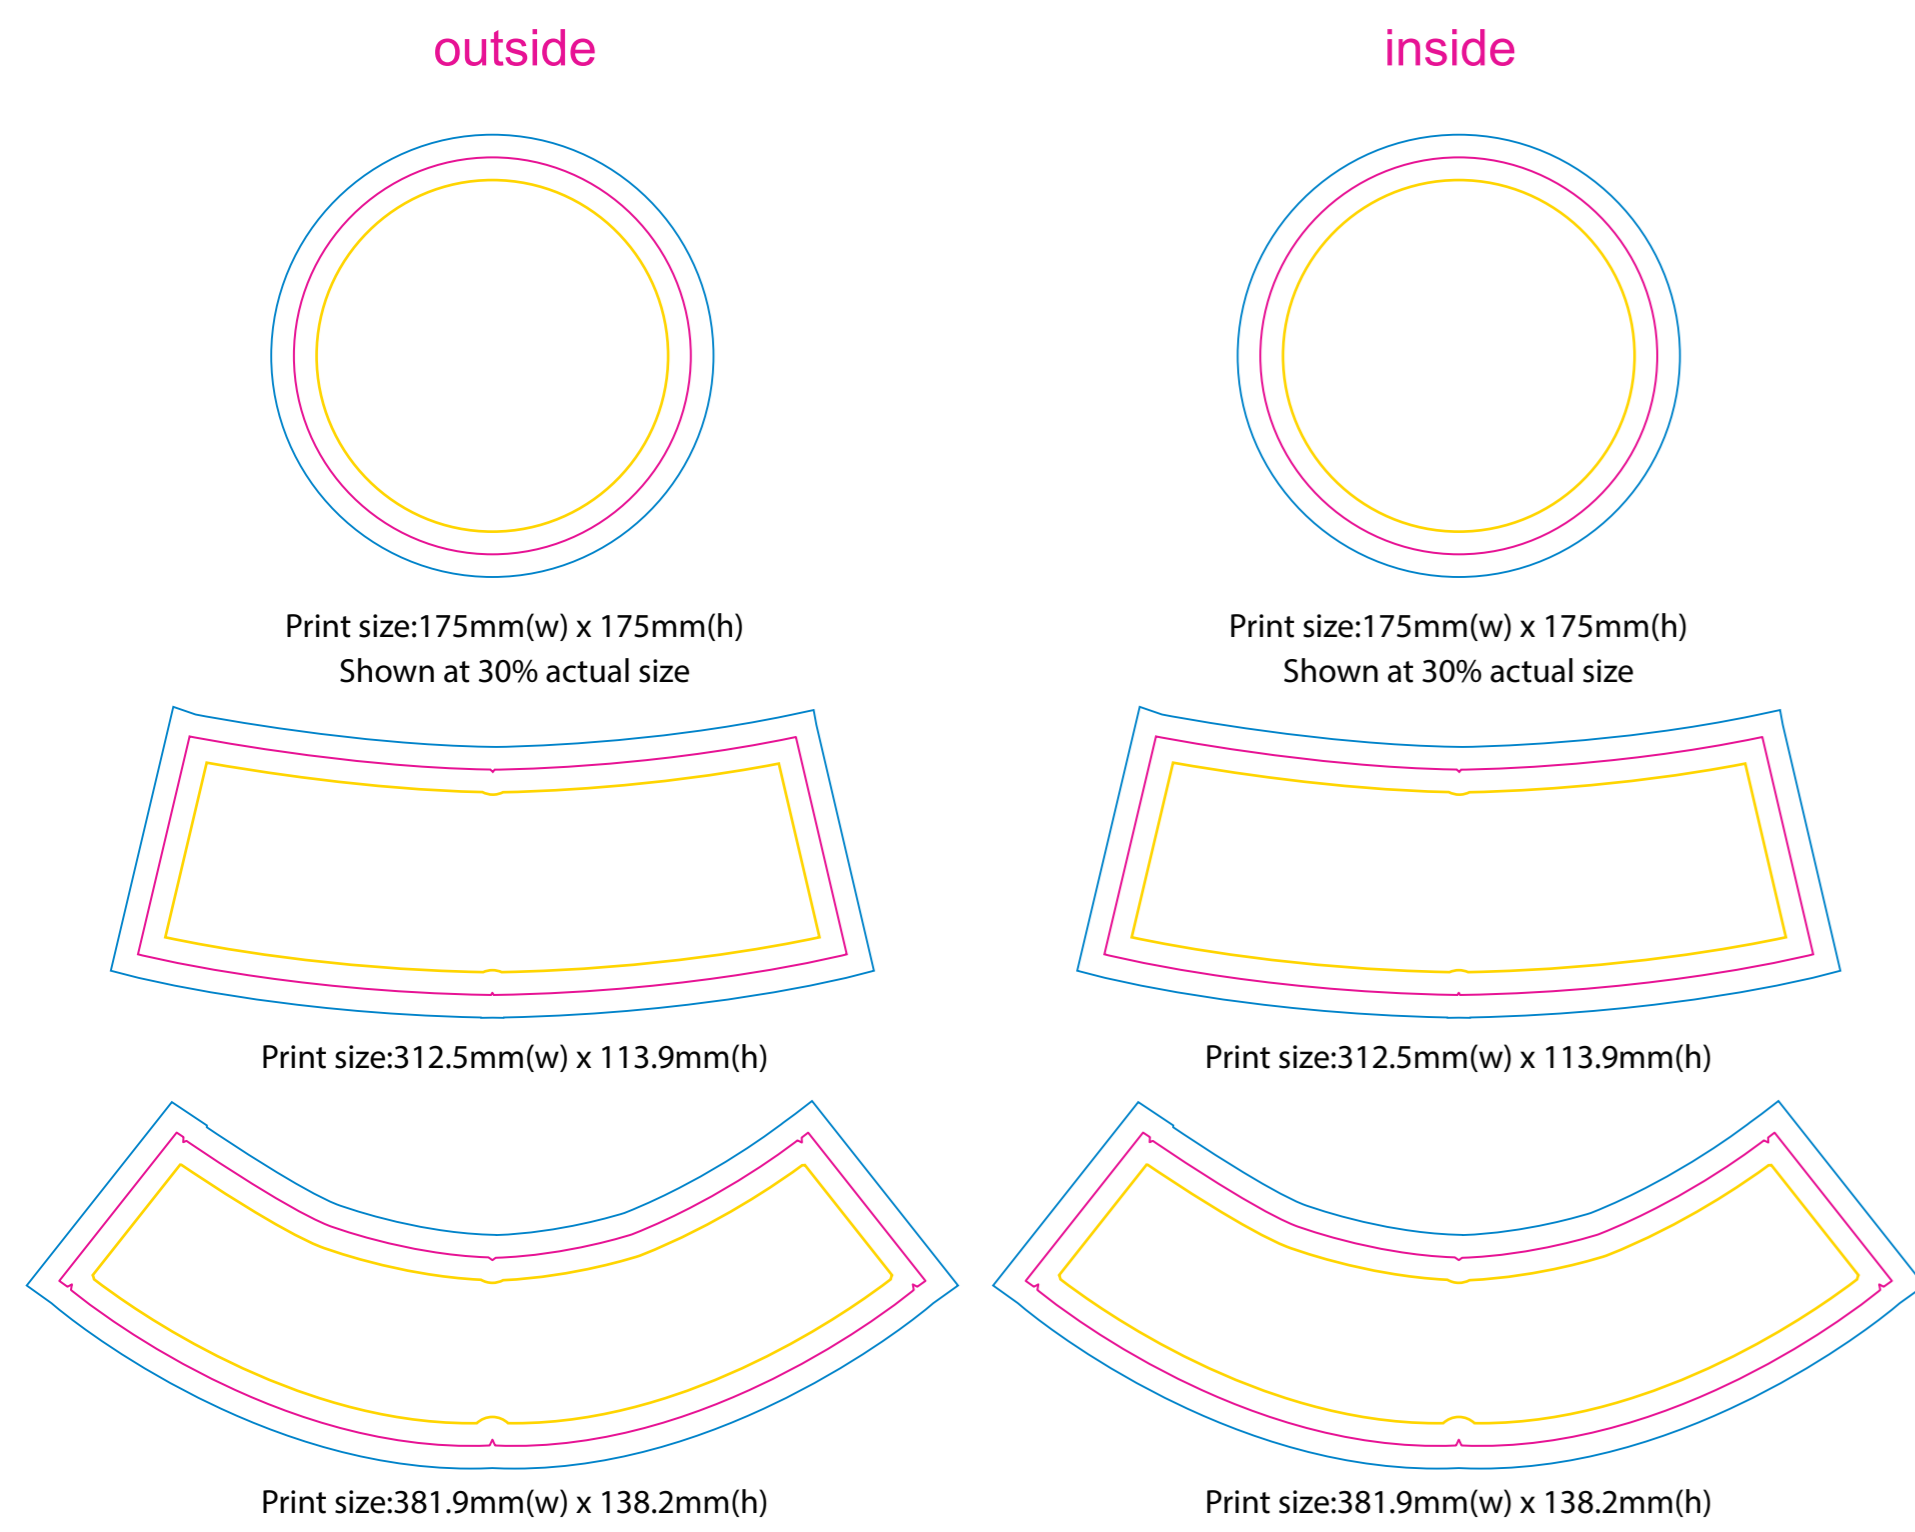 outside
inside
Print size:175mm(w) x 175mm(h)
Shown at 30% actual size
Print size:175mm(w) x 175mm(h)
Shown at 30% actual size
Print size:312.5mm(w) x 113.9mm(h)
Print size:312.5mm(w) x 113.9mm(h)
Print size:381.9mm(w) x 138.2mm(h)
Print size:381.9mm(w) x 138.2mm(h)